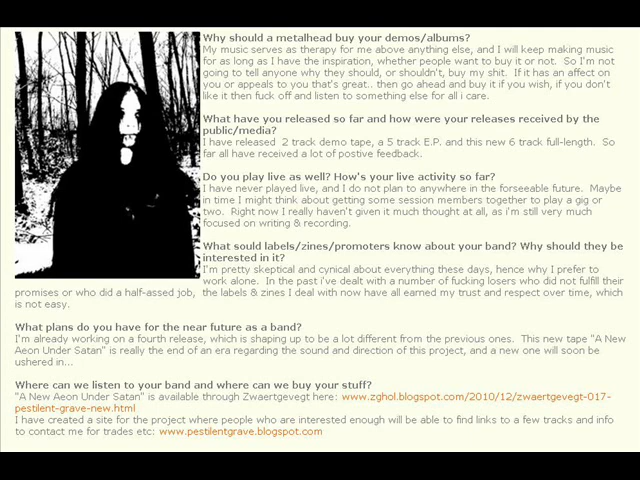 Why should a metalhead buy your demos/albums?
My music serves as therapy for me above anything else, and I will keep making music
for as long as I have the inspiration, whether people want to buy it or not.  So I'm not
going to tell anyone why they should, or shouldn't, buy my shit.  If it has an affect on
you or appeals to you that's great.. then go ahead and buy it if you wish, if you don't
like it then fuck off and listen to something else for all i care.
What have you released so far and how were your releases received by the
public/media?
I have released  2 track demo tape, a 5 track E.P. and this new 6 track full-length.  So
far all have received a lot of postive feedback.
Do you play live as well? How's your live activity so far?
I have never played live, and I do not plan to anywhere in the forseeable future.  Maybe
in time I might think about getting some session members together to play a gig or
two.  Right now I really haven't given it much thought at all, as i'm still very much
focused on writing & recording.
What sould labels/zines/promoters know about your band? Why should they be
interested in it?
I'm pretty skeptical and cynical about everything these days, hence why I prefer to
work alone.  In the past i've dealt with a number of fucking losers who did not fulfill their
promises or who did a half-assed job,  the labels & zines I deal with now have all earned my trust and respect over time, which
is not easy.
What plans do you have for the near future as a band?
I'm already working on a fourth release, which is shaping up to be a lot different from the previous ones.  This new tape "A New
Aeon Under Satan" is really the end of an era regarding the sound and direction of this project, and a new one will soon be
ushered in...
Where can we listen to your band and where can we buy your stuff?
"A New Aeon Under Satan" is available through Zwaertgevegt here: www.zghol.blogspot.com/2010/12/zwaertgevegt-017-
pestilent-grave-new.html
I have created a site for the project where people who are interested enough will be able to find links to a few tracks and info
to contact me for trades etc: www.pestilentgrave.blogspot.com